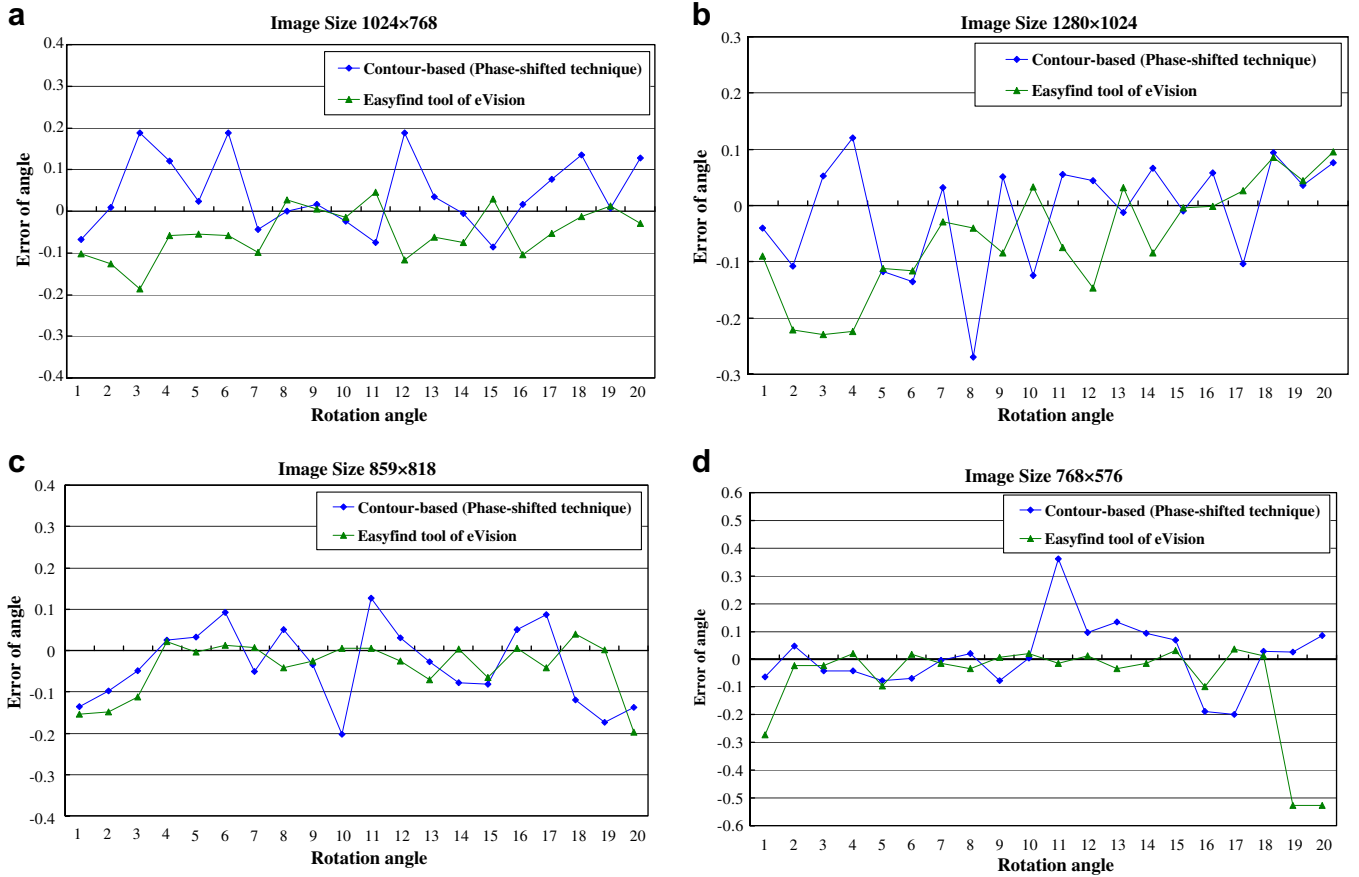 a
Image Size 1024×768
0.4
0.3
0.2
0.1
0
-0.1
-0.2
-0.3
-0.4
Error of angle
Contour-based (Phase-shifted technique)
Easyfind tool of eVision
1 2 3 4 5 6 7 8 9 10 11 12 13 14 15 16 17 18 19 20
Rotation angle
b
Image Size 1280×1024
0.3
0.2
0.1
0
-0.1
-0.2
-0.3
Error of angle
Contour-based (Phase-shifted technique)
Easyfind tool of eVision
1 2 3 4 5 6 7 8 9 10 11 12 13 14 15 16 17 18 19 20
Rotation angle
c
Image Size 859×818
0.4
0.3
0.2
0.1
0
-0.1
-0.2
-0.3
-0.4
Error of angle
Contour-based (Phase-shifted technique)
Easyfind tool of eVision
1 2 3 4 5 6 7 8 9 10 11 12 13 14 15 16 17 18 19 20
Rotation angle
d
Image Size 768×576
0.6
0.5
0.4
0.3
0.2
0.1
0
-0.1
-0.2
-0.3
-0.4
-0.5
-0.6
Error of angle
Contour-based (Phase-shifted technique)
Easyfind tool of eVision
1 2 3 4 5 6 7 8 9 10 11 12 13 14 15 16 17 18 19 20
Rotation angle